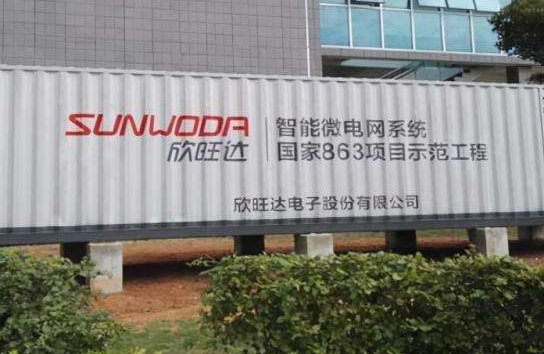 SUNWODA
欣旺达
智能微电网系统
国家863项目示范工程
欣旺达电子股份有限公司